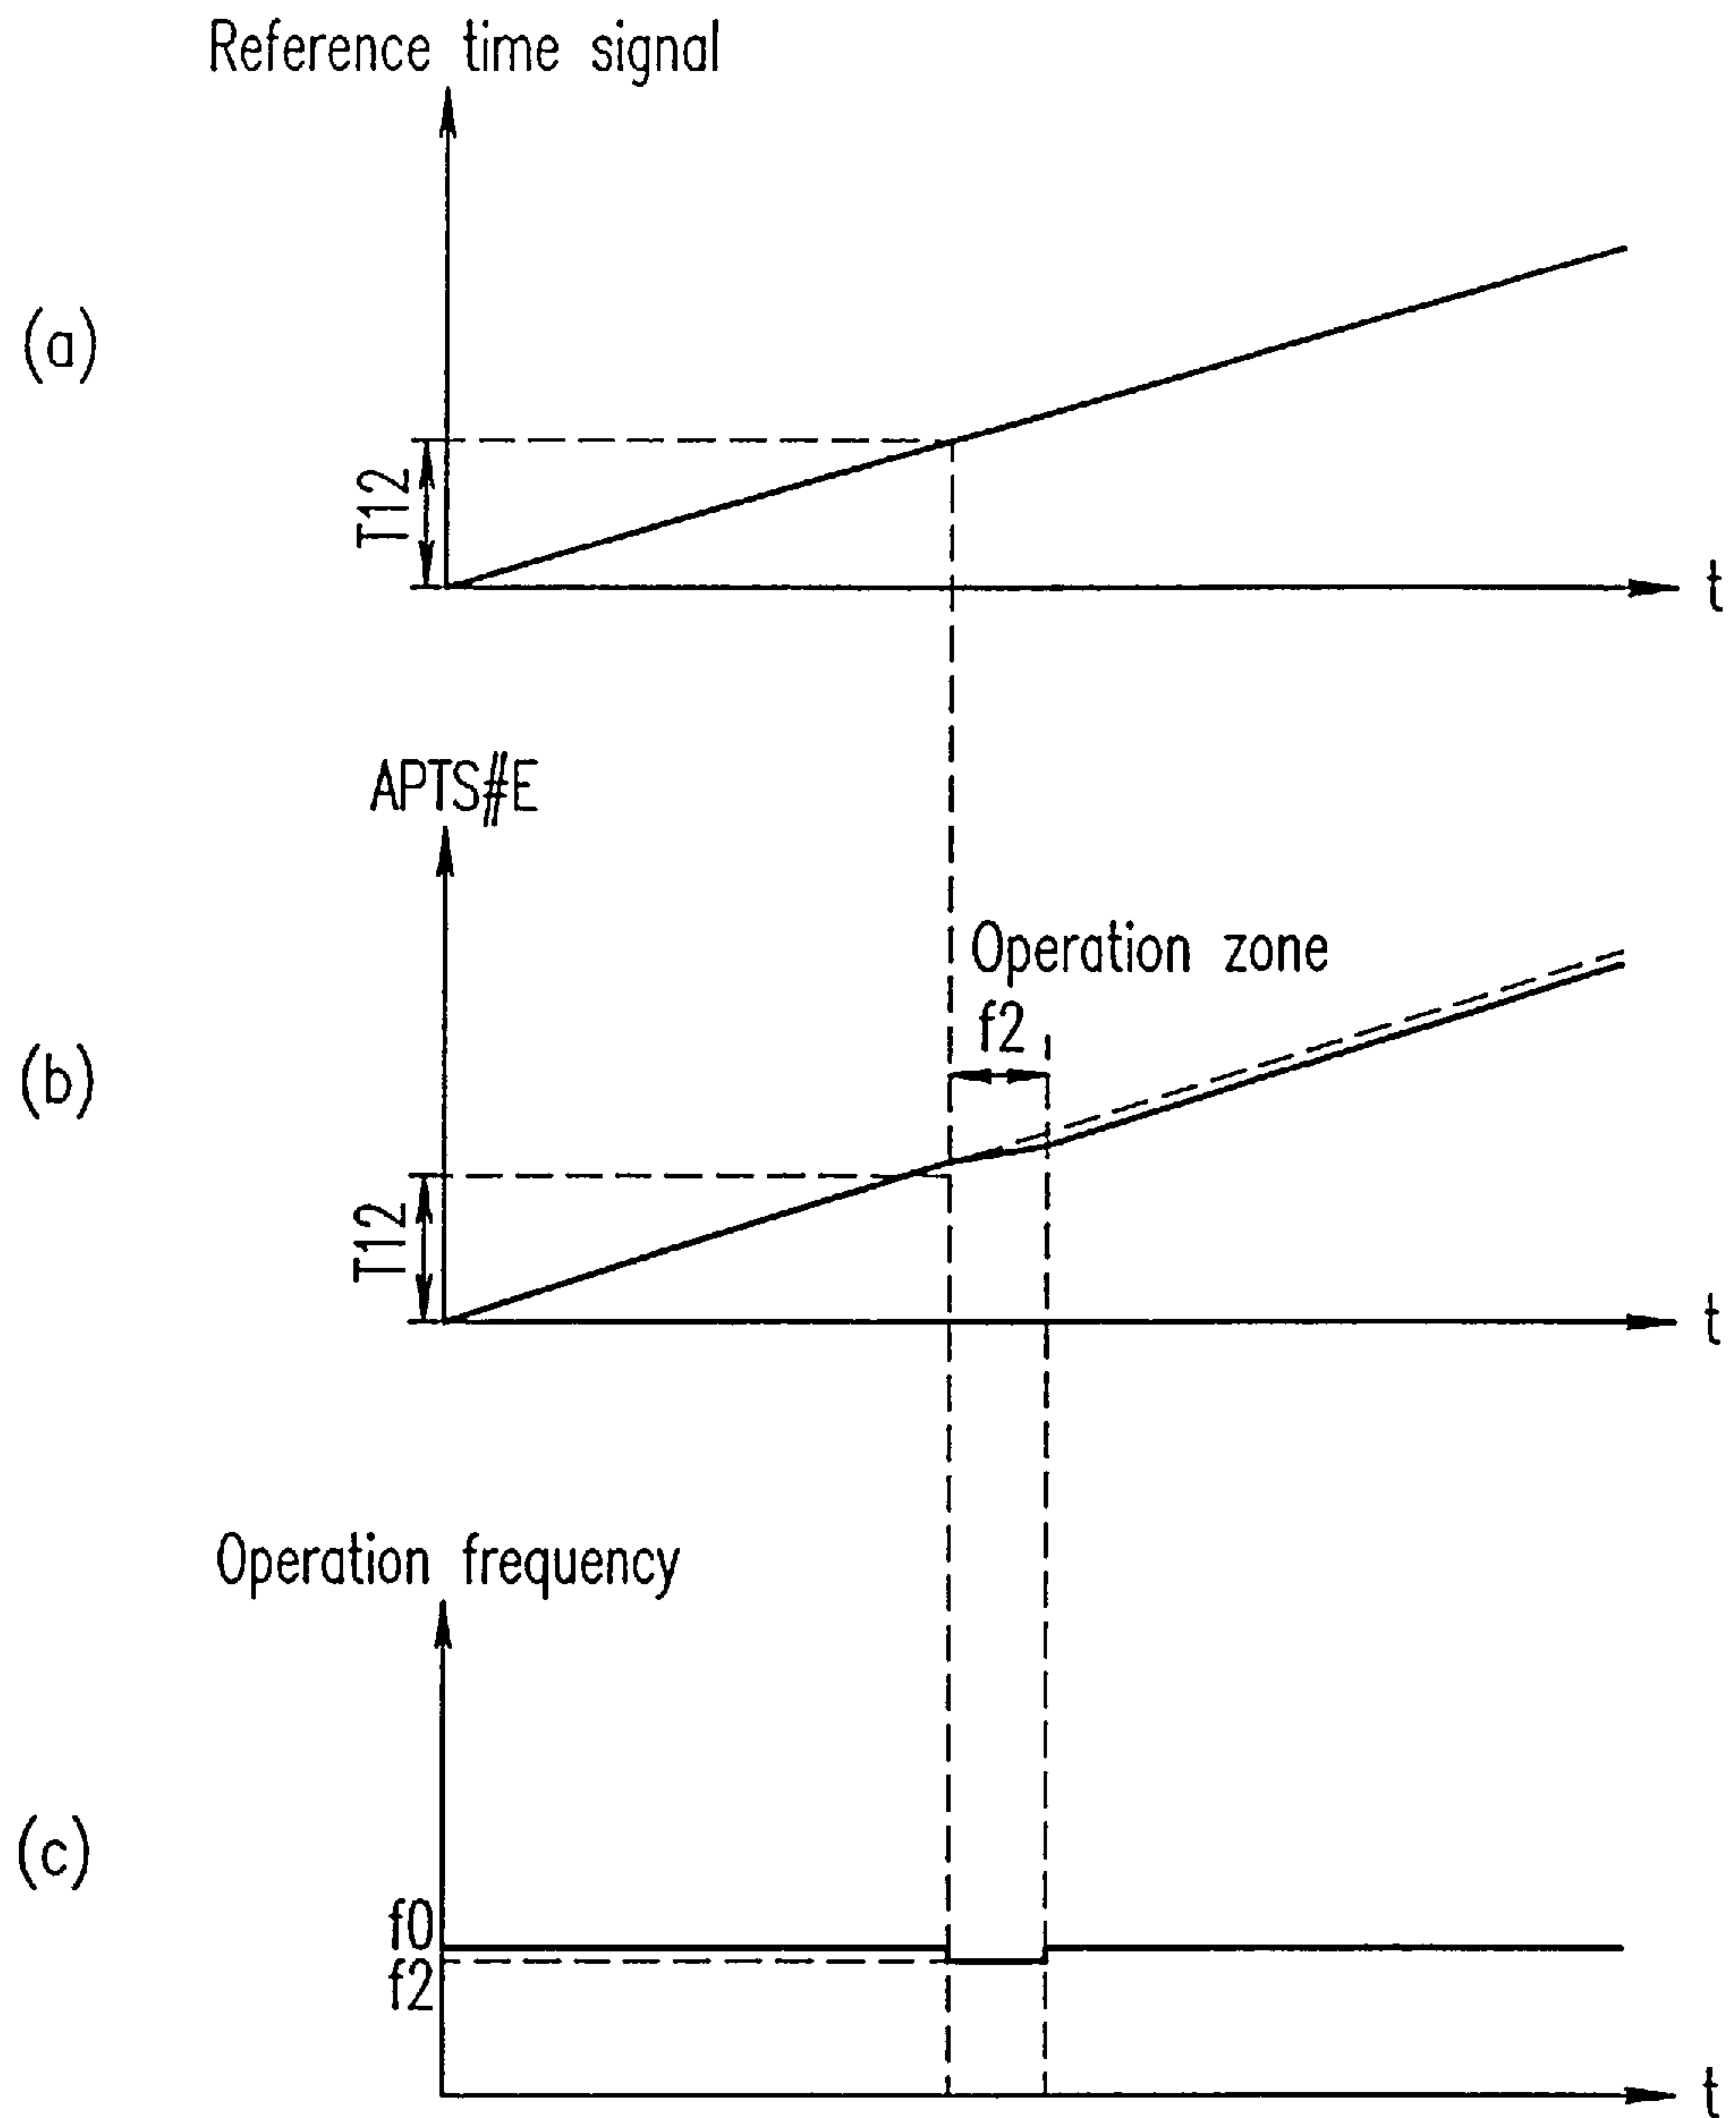 Reference time signal
(a)
T12
t
APTS#E
Operation zone
f2
(b)
T12
t
Operation frequency
(c)
f0
f2
t